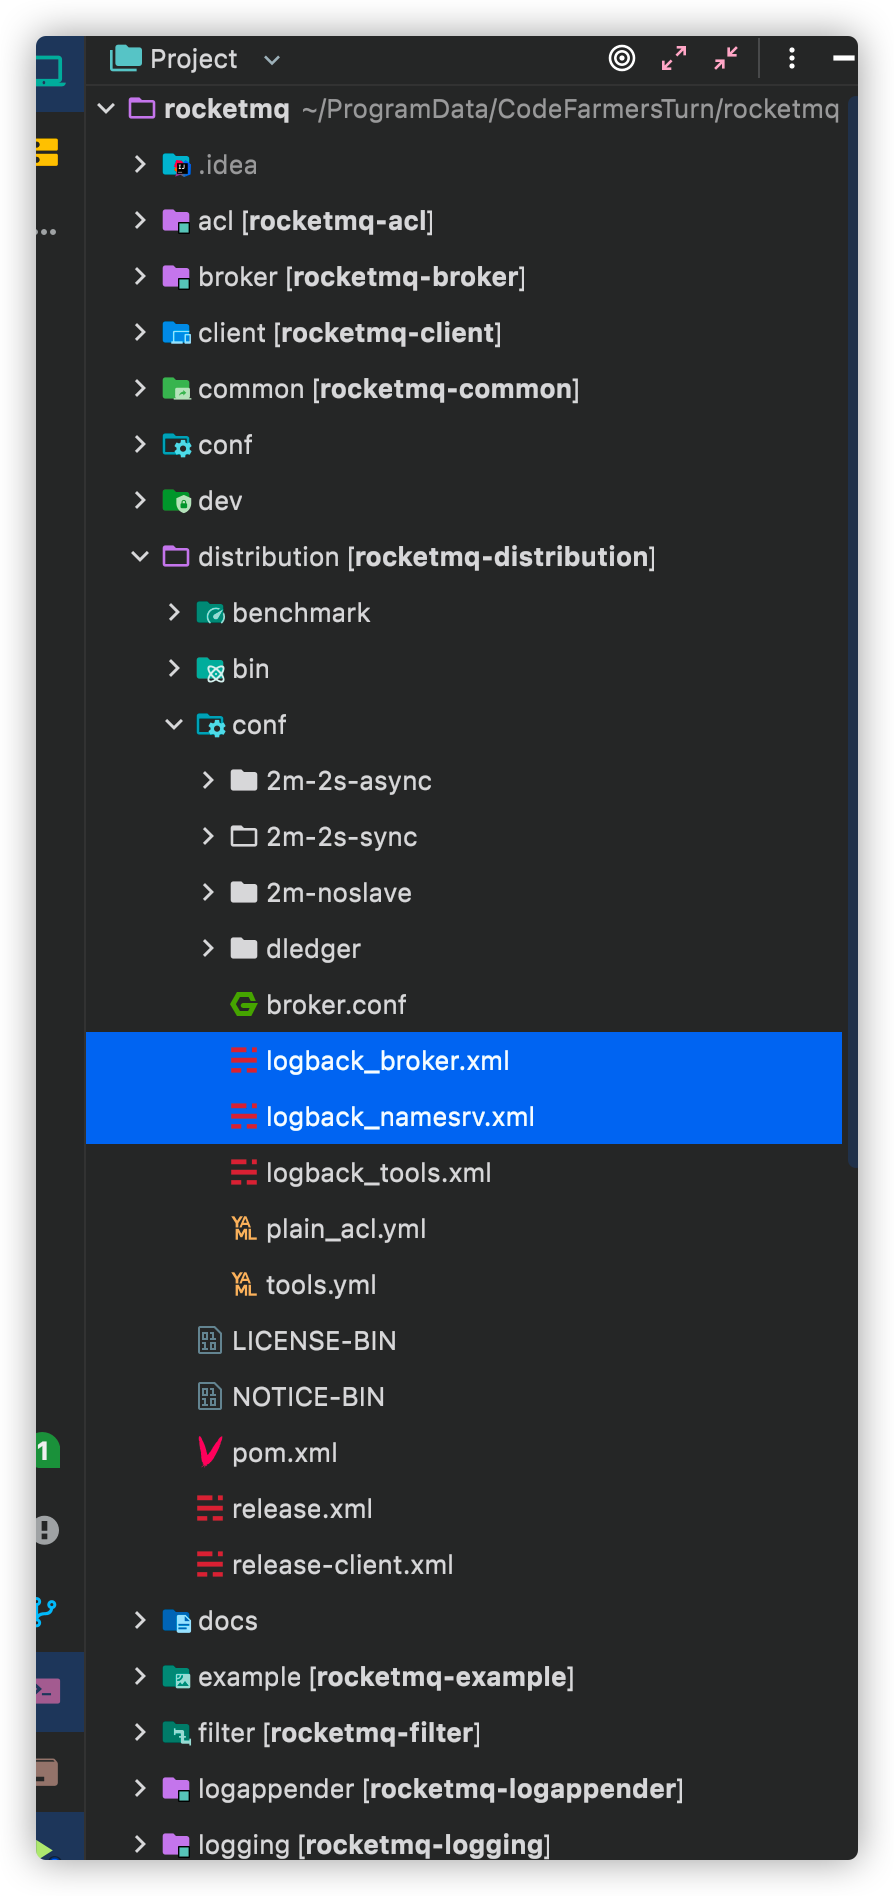 Project
rocketmq ~/ProgramData/CodeFarmersTurn/rocketmq
.idea
acl [rocketmq-acl]
broker [rocketmq-broker]
client [rocketmq-client]
common [rocketmq-common]
conf
dev
distribution [rocketmq-distribution]
benchmark
bin
conf
2m-2s-async
2m-2s-sync
2m-noslave
dledger
broker.conf
logback_broker.xml
logback_namesrv.xml
logback_tools.xml
YAML plain_acl.yml
YAML tools.yml
LICENSE-BIN
NOTICE-BIN
1
pom.xml
release.xml
release-client.xml
docs
example [rocketmq-example]
filter [rocketmq-filter]
logappender [rocketmq-logappender]
logging [rocketmq-logging]